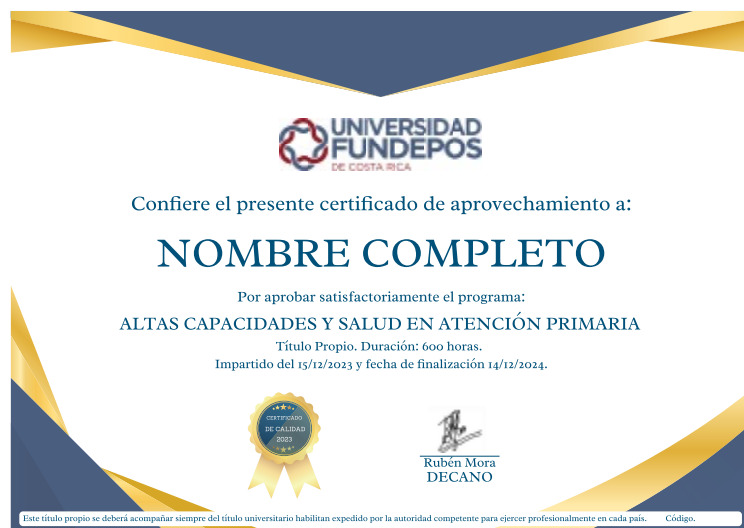 UNIVERSIDAD
FUNDEPOS
DE COSTA RICA
Confiere el presente certificado de aprovechamiento a:
NOMBRE COMPLETO
Por aprobar satisfactoriamente el programa:
ALTAS CAPACIDADES Y SALUD EN ATENCIÓN PRIMARIA
Título Propio. Duración: 600 horas.
Impartido del 15/12/2023 y fecha de finalización 14/12/2024.
CERTIFICADO
DE CALIDAD
2023
Rubén Mora
DECANO
Este título propio se deberá acompañar siempre del título universitario habilitan expedido por la autoridad competente para ejercer profesionalmente en cada país. Código.